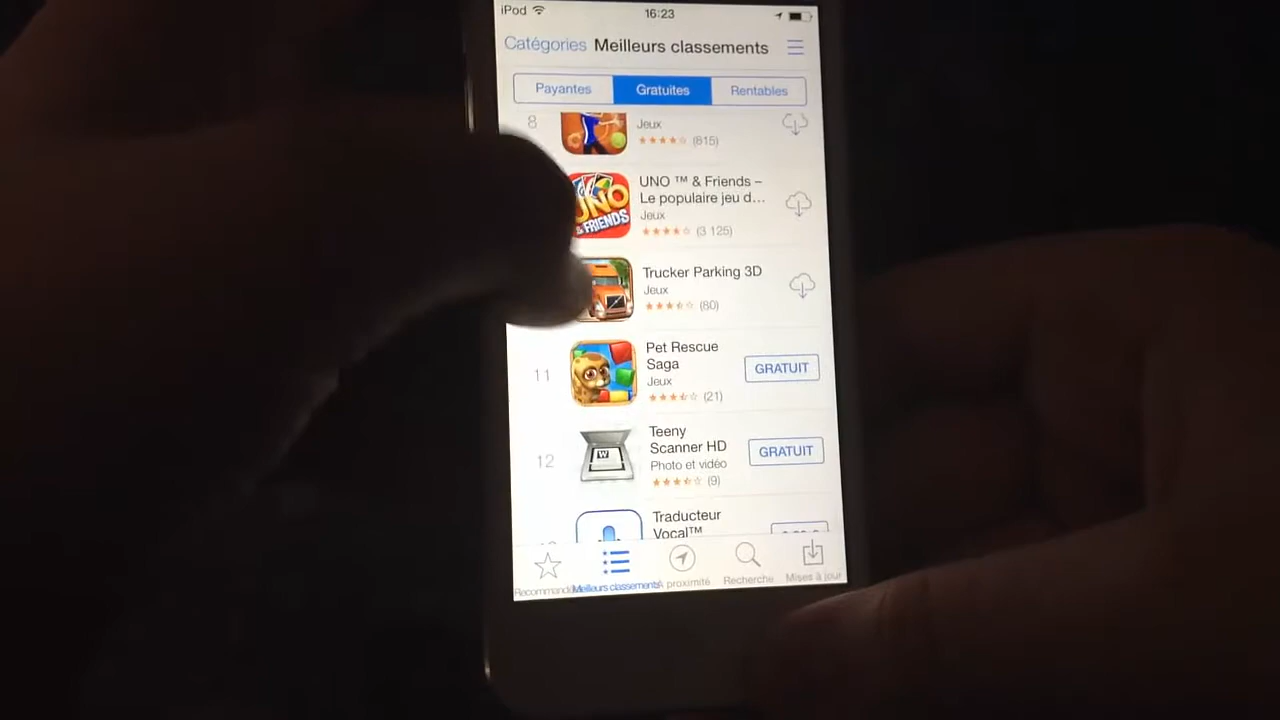 iPod 16:23
Catégories Meilleurs classements
Payantes Gratuites Rentables
8
Jeux
(815)
UNO & FRIENDS
UNO ™ & Friends –
Le populaire jeu d...
Jeux
(3 125)
Trucker Parking 3D
Jeux
(80)
11
Pet Rescue
Saga
Jeux
(21)
GRATUIT
12
W
Teeny
Scanner HD
Photo et vidéo
(9)
GRATUIT
Traducteur
Vocal™
Meilleurs classements À proximité Recherche Mises à jour